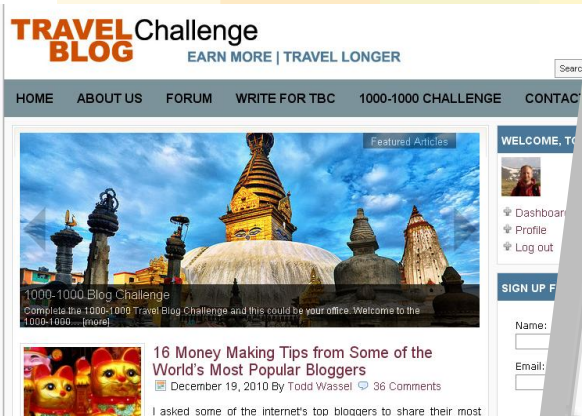 TRAVEL Challenge
BLOG
EARN MORE | TRAVEL LONGER
Searc
HOME ABOUT US FORUM WRITE FOR TBC 1000-1000 CHALLENGE CONTAC
Featured Articles
WELCOME, TO
Dashboar
Profile
Log out
1000-1000 Blog Challenge
Complete the 1000-1000 Travel Blog Challenge and this could be your office. Welcome to the
1000-1000... [more]
SIGN UP F
Name:
Email:
16 Money Making Tips from Some of the
World's Most Popular Bloggers
December 19, 2010 By Todd Wassel 36 Comments
I asked some of the internet's top bloggers to share their most